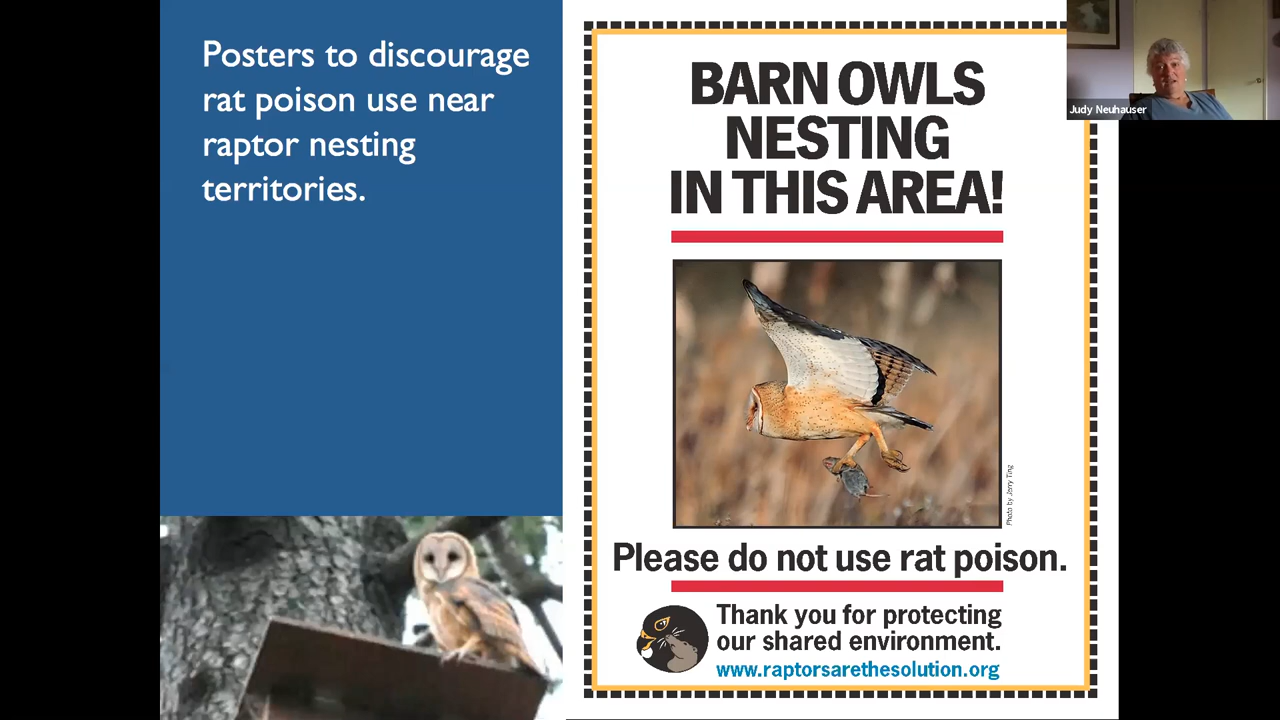 Posters to discourage
rat poison use near
raptor nesting
territories.
BARN OWLS
NESTING
IN THIS AREA!
Photo by Jerry Ting
Please do not use rat poison.
Thank you for protecting
our shared environment.
www.raptorsarethesolution.org
Judy Neuhauser